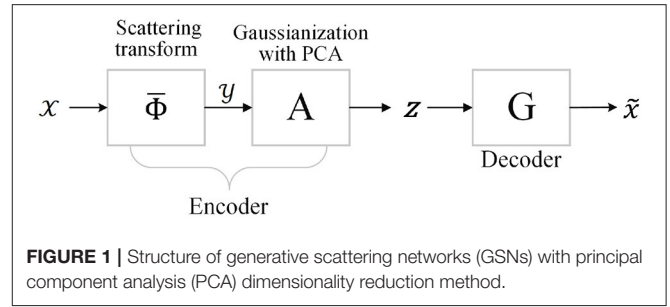 Scattering
transform
Gaussianization
with PCA
x
Φ̅
y
A
z
G
x̃
Decoder
Encoder
FIGURE 1 | Structure of generative scattering networks (GSNs) with principal
component analysis (PCA) dimensionality reduction method.